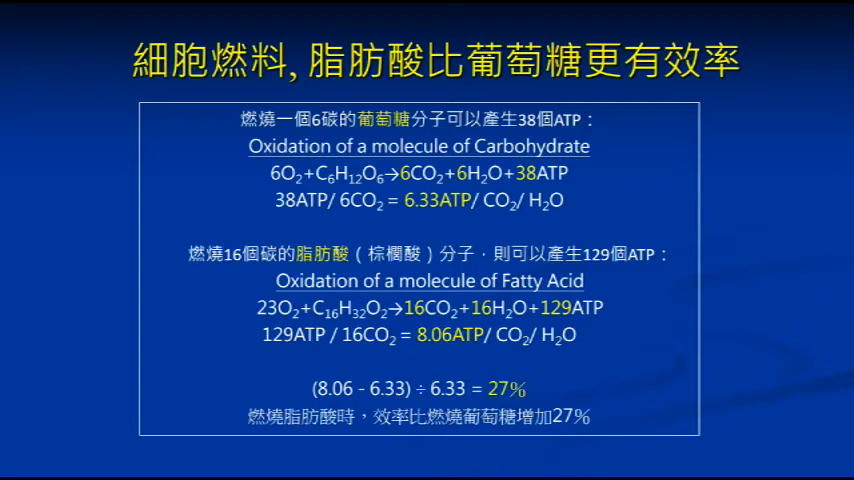 細胞燃料, 脂肪酸比葡萄糖更有效率
燃燒一個6碳的葡萄糖分子可以產生38個ATP：
Oxidation of a molecule of Carbohydrate
6O₂+C₆H₁₂O₆→6CO₂+6H₂O+38ATP
38ATP/ 6CO₂ = 6.33ATP/ CO₂/ H₂O
燃燒16個碳的脂肪酸（棕櫚酸）分子，則可以產生129個ATP：
Oxidation of a molecule of Fatty Acid
23O₂+C₁₆H₃₂O₂→16CO₂+16H₂O+129ATP
129ATP / 16CO₂ = 8.06ATP/ CO₂/ H₂O
(8.06 - 6.33) ÷ 6.33 = 27%
燃燒脂肪酸時，效率比燃燒葡萄糖增加27%